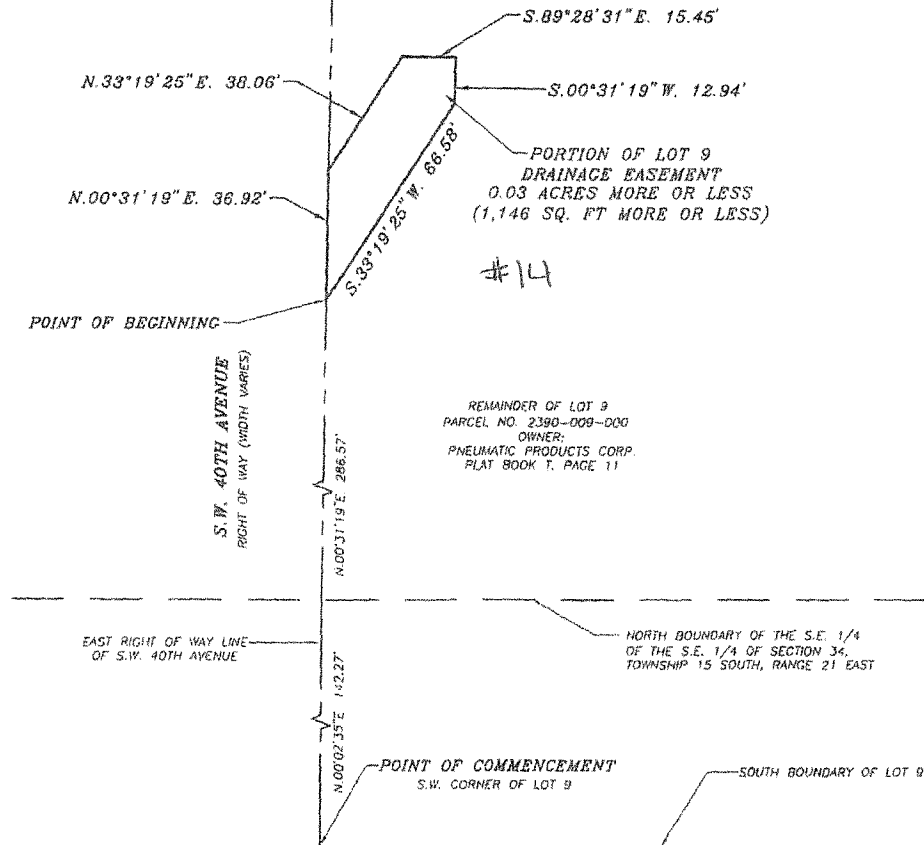 S.89°28'31"E. 15.45'
N.33°19'25"E. 38.06'
S.00°31'19"W. 12.94'
PORTION OF LOT 9
DRAINAGE EASEMENT
0.03 ACRES MORE OR LESS
(1,146 SQ. FT MORE OR LESS)
N.00°31'19"E. 36.92'
S.33°19'25"W. 66.58'
#14
POINT OF BEGINNING
S.W. 40TH AVENUE
RIGHT OF WAY (WIDTH VARIES)
REMAINDER OF LOT 9
PARCEL NO. 2390-009-000
OWNER:
PNEUMATIC PRODUCTS CORP.
PLAT BOOK T, PAGE 11
N.00°31'19"E. 286.57'
EAST RIGHT OF WAY LINE
OF S.W. 40TH AVENUE
NORTH BOUNDARY OF THE S.E. 1/4
OF THE S.E. 1/4 OF SECTION 34,
TOWNSHIP 15 SOUTH, RANGE 21 EAST
N.00°02'35"E 142.27'
POINT OF COMMENCEMENT
S.W. CORNER OF LOT 9
SOUTH BOUNDARY OF LOT 9